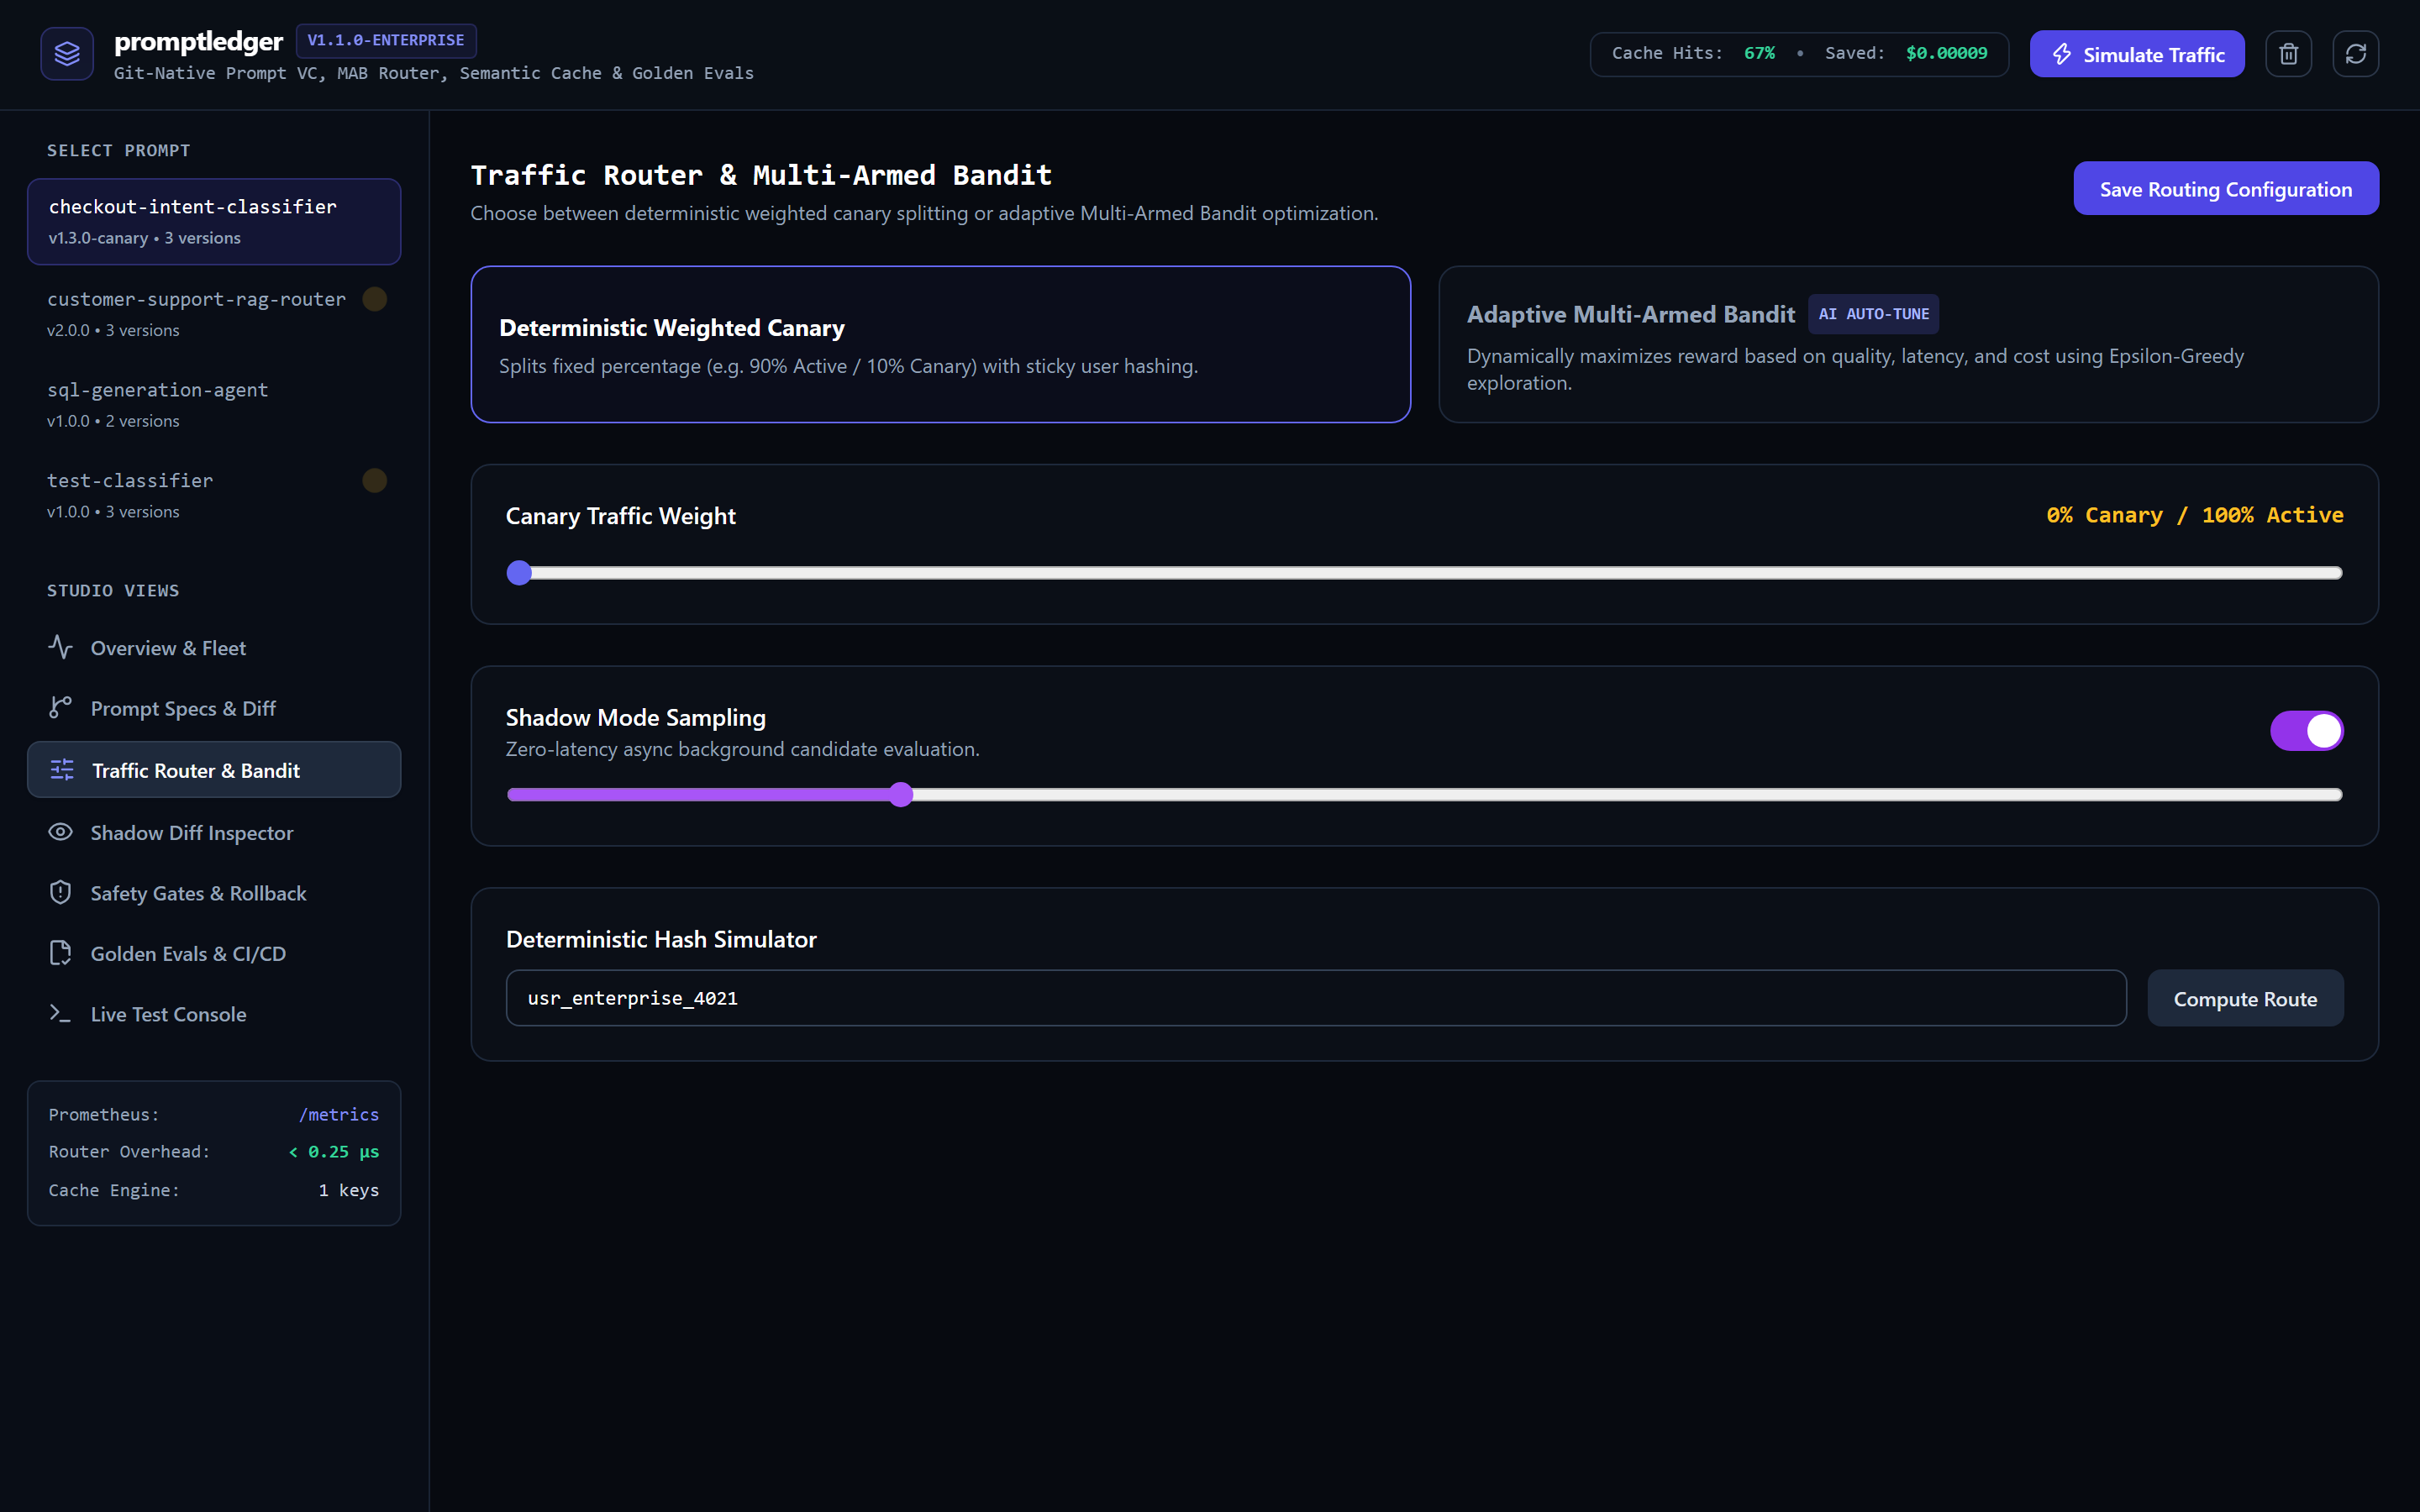 promptledger
V1.1.0-ENTERPRISE
Git-Native Prompt VC, MAB Router, Semantic Cache & Golden Evals
Cache Hits: 67% • Saved: $0.00009
Simulate Traffic
SELECT PROMPT
checkout-intent-classifier
v1.3.0-canary • 3 versions
customer-support-rag-router
v2.0.0 • 3 versions
sql-generation-agent
v1.0.0 • 2 versions
test-classifier
v1.0.0 • 3 versions
STUDIO VIEWS
Overview & Fleet
Prompt Specs & Diff
Traffic Router & Bandit
Shadow Diff Inspector
Safety Gates & Rollback
Golden Evals & CI/CD
Live Test Console
Prometheus: /metrics
Router Overhead: < 0.25 µs
Cache Engine: 1 keys
Traffic Router & Multi-Armed Bandit
Choose between deterministic weighted canary splitting or adaptive Multi-Armed Bandit optimization.
Save Routing Configuration
Deterministic Weighted Canary
Splits fixed percentage (e.g. 90% Active / 10% Canary) with sticky user hashing.
Adaptive Multi-Armed Bandit
AI AUTO-TUNE
Dynamically maximizes reward based on quality, latency, and cost using Epsilon-Greedy
exploration.
Canary Traffic Weight
0% Canary / 100% Active
Shadow Mode Sampling
Zero-latency async background candidate evaluation.
Deterministic Hash Simulator
usr_enterprise_4021
Compute Route